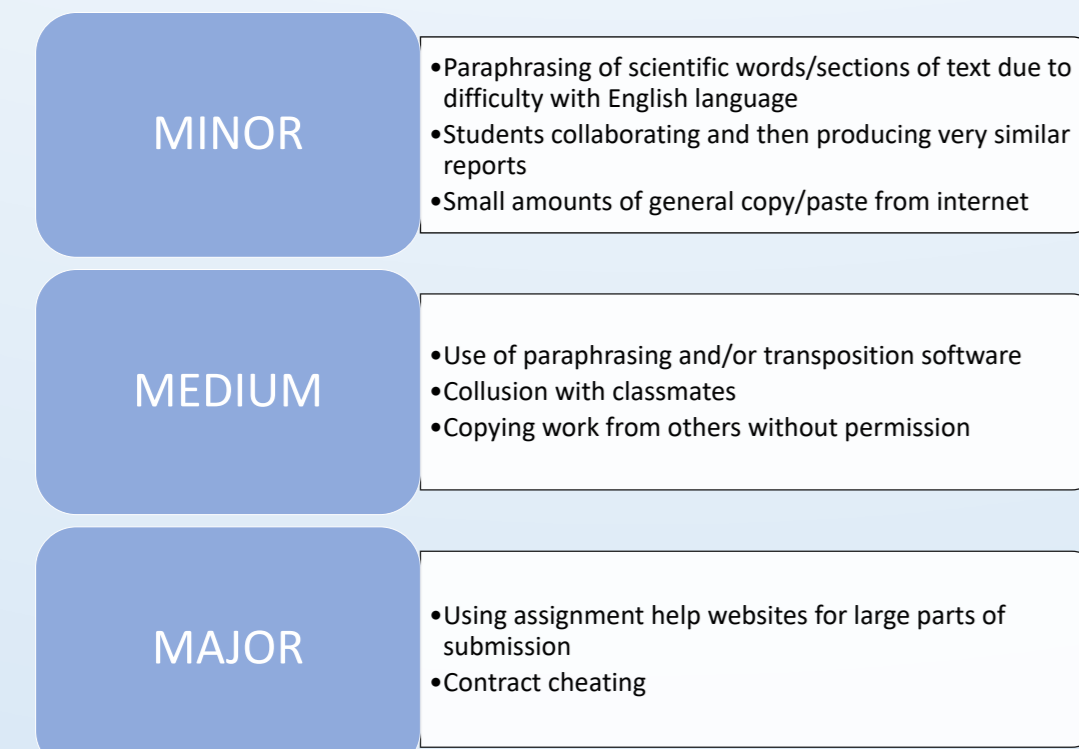 MINOR
•Paraphrasing of scientific words/sections of text due to
difficulty with English language
•Students collaborating and then producing very similar
reports
•Small amounts of general copy/paste from internet
MEDIUM
•Use of paraphrasing and/or transposition software
•Collusion with classmates
•Copying work from others without permission
MAJOR
•Using assignment help websites for large parts of
submission
•Contract cheating